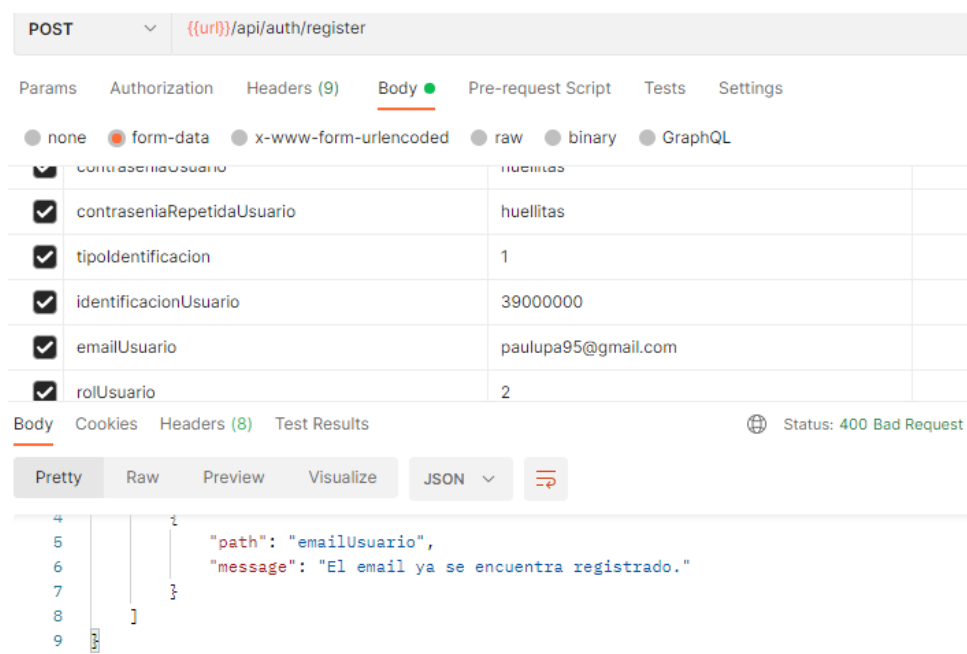 POST {{url}}/api/auth/register
Params Authorization Headers (9) Body Pre-request Script Tests Settings
none form-data x-www-form-urlencoded raw binary GraphQL
contraseniaUsuario huellitas
contraseniaRepetidaUsuario huellitas
tipoIdentificacion 1
identificacionUsuario 39000000
emailUsuario paulupa95@gmail.com
rolUsuario 2
Body Cookies Headers (8) Test Results Status: 400 Bad Request
Pretty Raw Preview Visualize JSON
4 {
5 "path": "emailUsuario",
6 "message": "El email ya se encuentra registrado."
7 }
8 ]
9 }